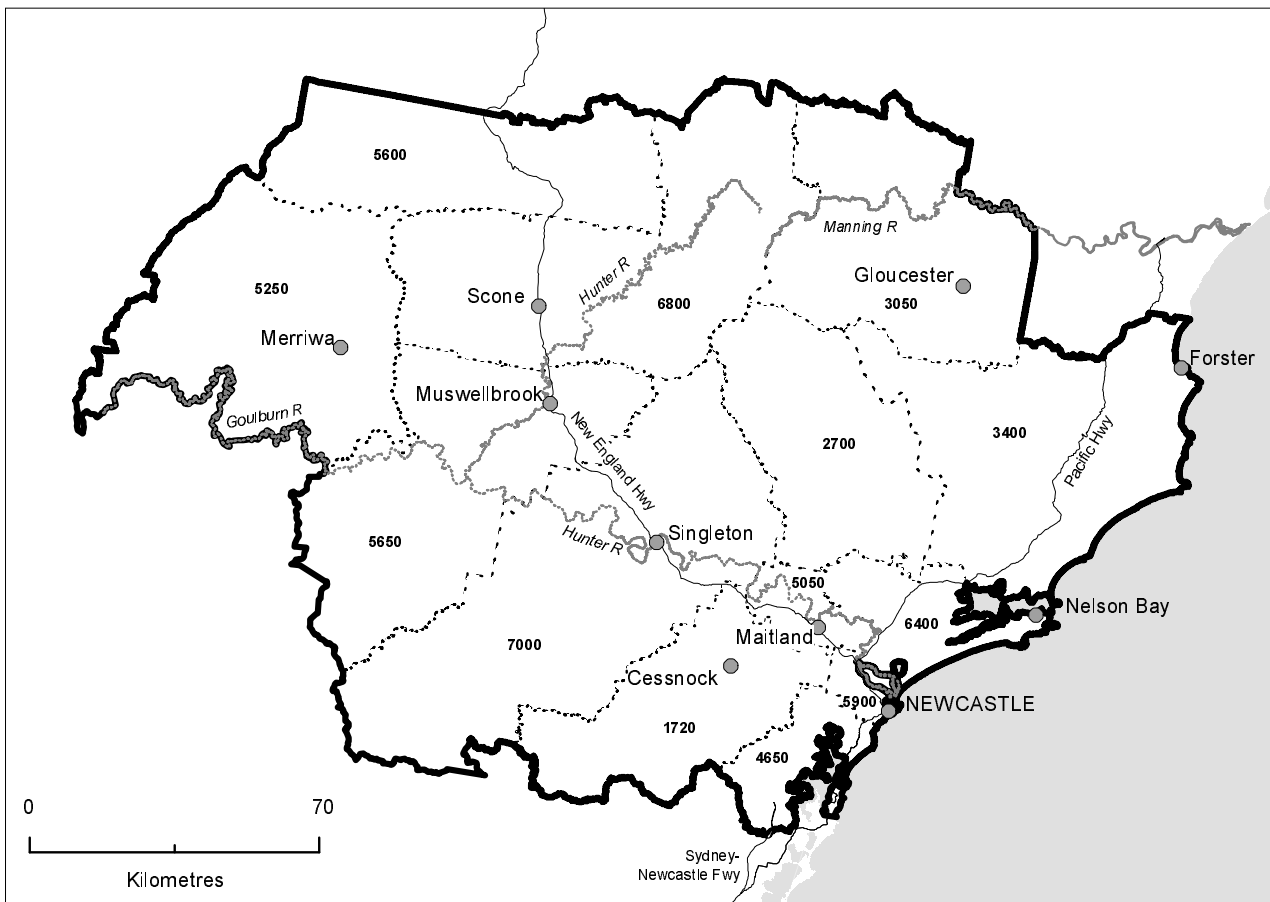 5600
Manning R
Gloucester
3050
Hunter R
5250
Scone
6800
Merriwa
Forster
Muswellbrook
Goulburn R
New England Hwy
2700
3400
Pacific Hwy
5650
Hunter R
Singleton
5050
Nelson Bay
6400
Maitland
7000
Cessnock
5900
NEWCASTLE
1720
4650
0 70
Kilometres
Sydney-
Newcastle Fwy